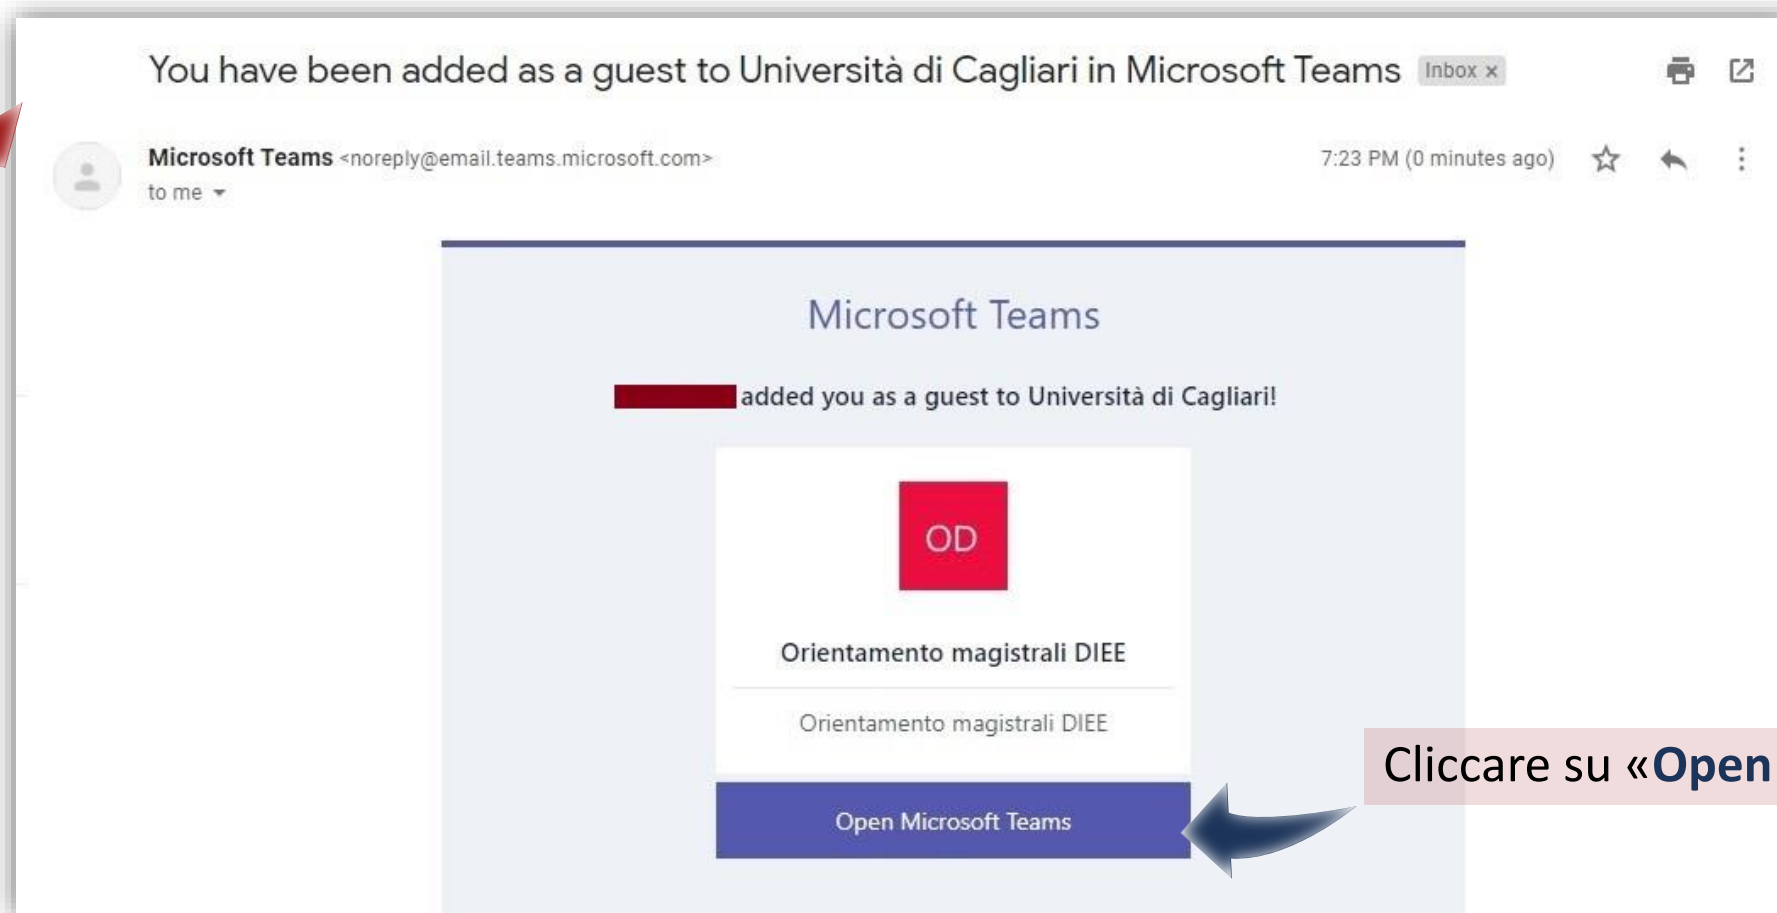 You have been added as a guest to Università di Cagliari in Microsoft Teams Inbox ×
Microsoft Teams <noreply@email.teams.microsoft.com> 7:23 PM (0 minutes ago)
to me
Microsoft Teams
added you as a guest to Università di Cagliari!
OD
Orientamento magistrali DIEE
Orientamento magistrali DIEE
Cliccare su «Open
Open Microsoft Teams